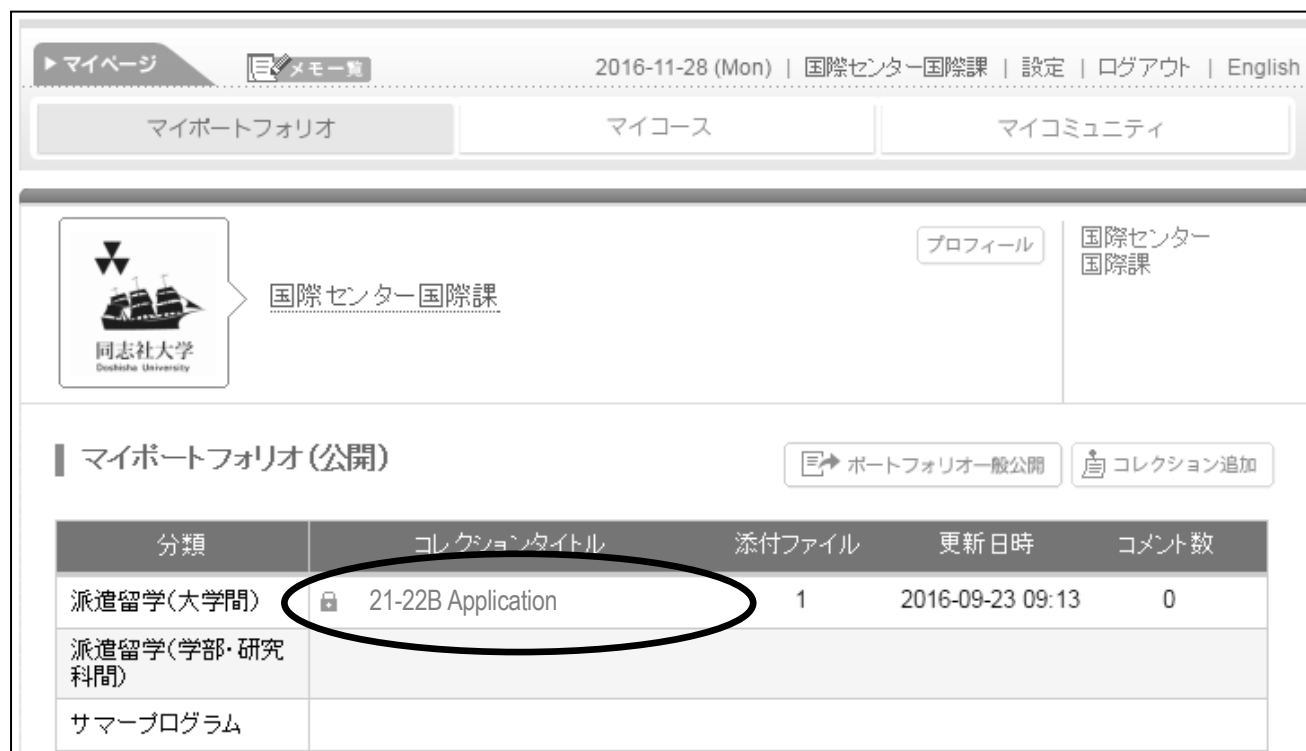 マイページ メモ一覧 2016-11-28 (Mon) | 国際センター国際課 | 設定 | ログアウト | English
マイポートフォリオ マイコース マイコミュニティ
同志社大学
Doshisha University
国際センター国際課
プロフィール
国際センター
国際課
マイポートフォリオ(公開) ポートフォリオ一般公開 コレクション追加
分類 コレクションタイトル 添付ファイル 更新日時 コメント数
派遣留学(大学間) 21-22B Application 1 2016-09-23 09:13 0
派遣留学(学部・研究
科間)
サマープログラム